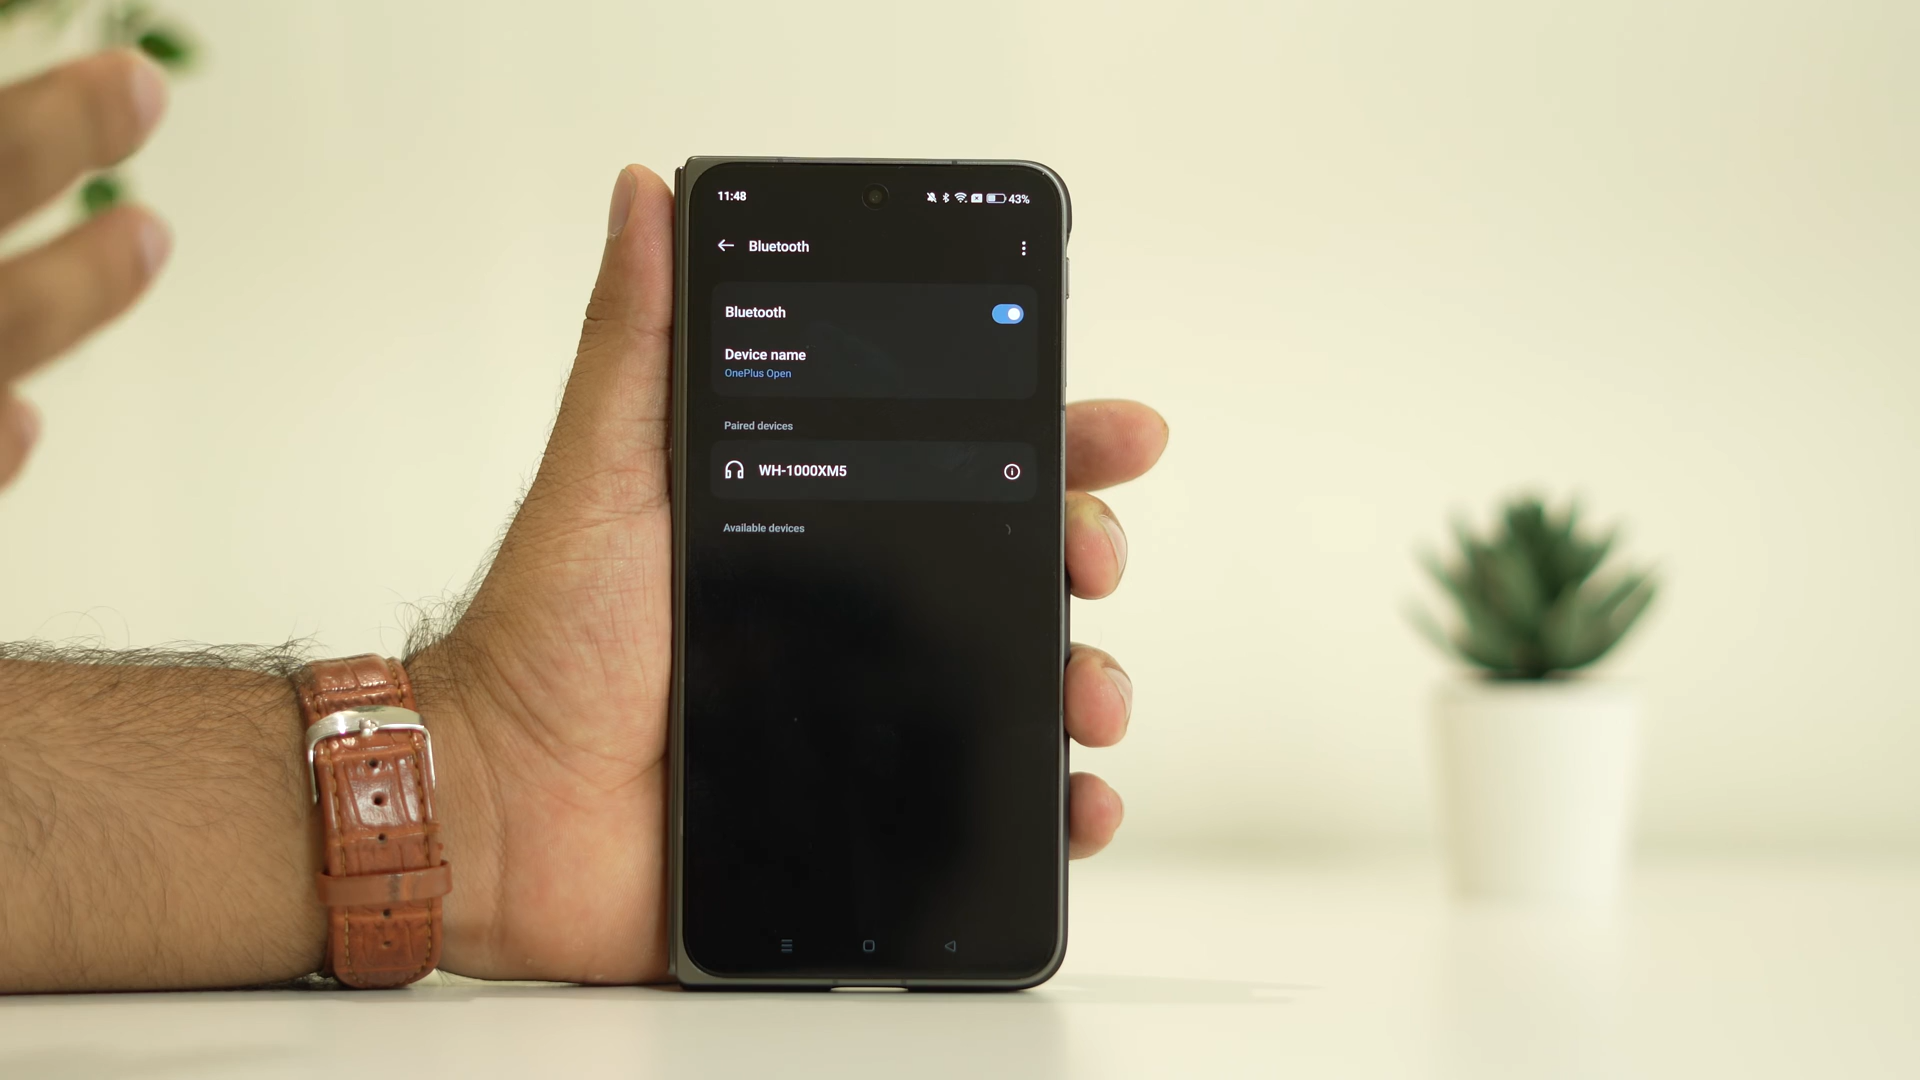 11:48
43%
Bluetooth
Bluetooth
Device name
OnePlus Open
Paired devices
WH-1000XM5
Available devices